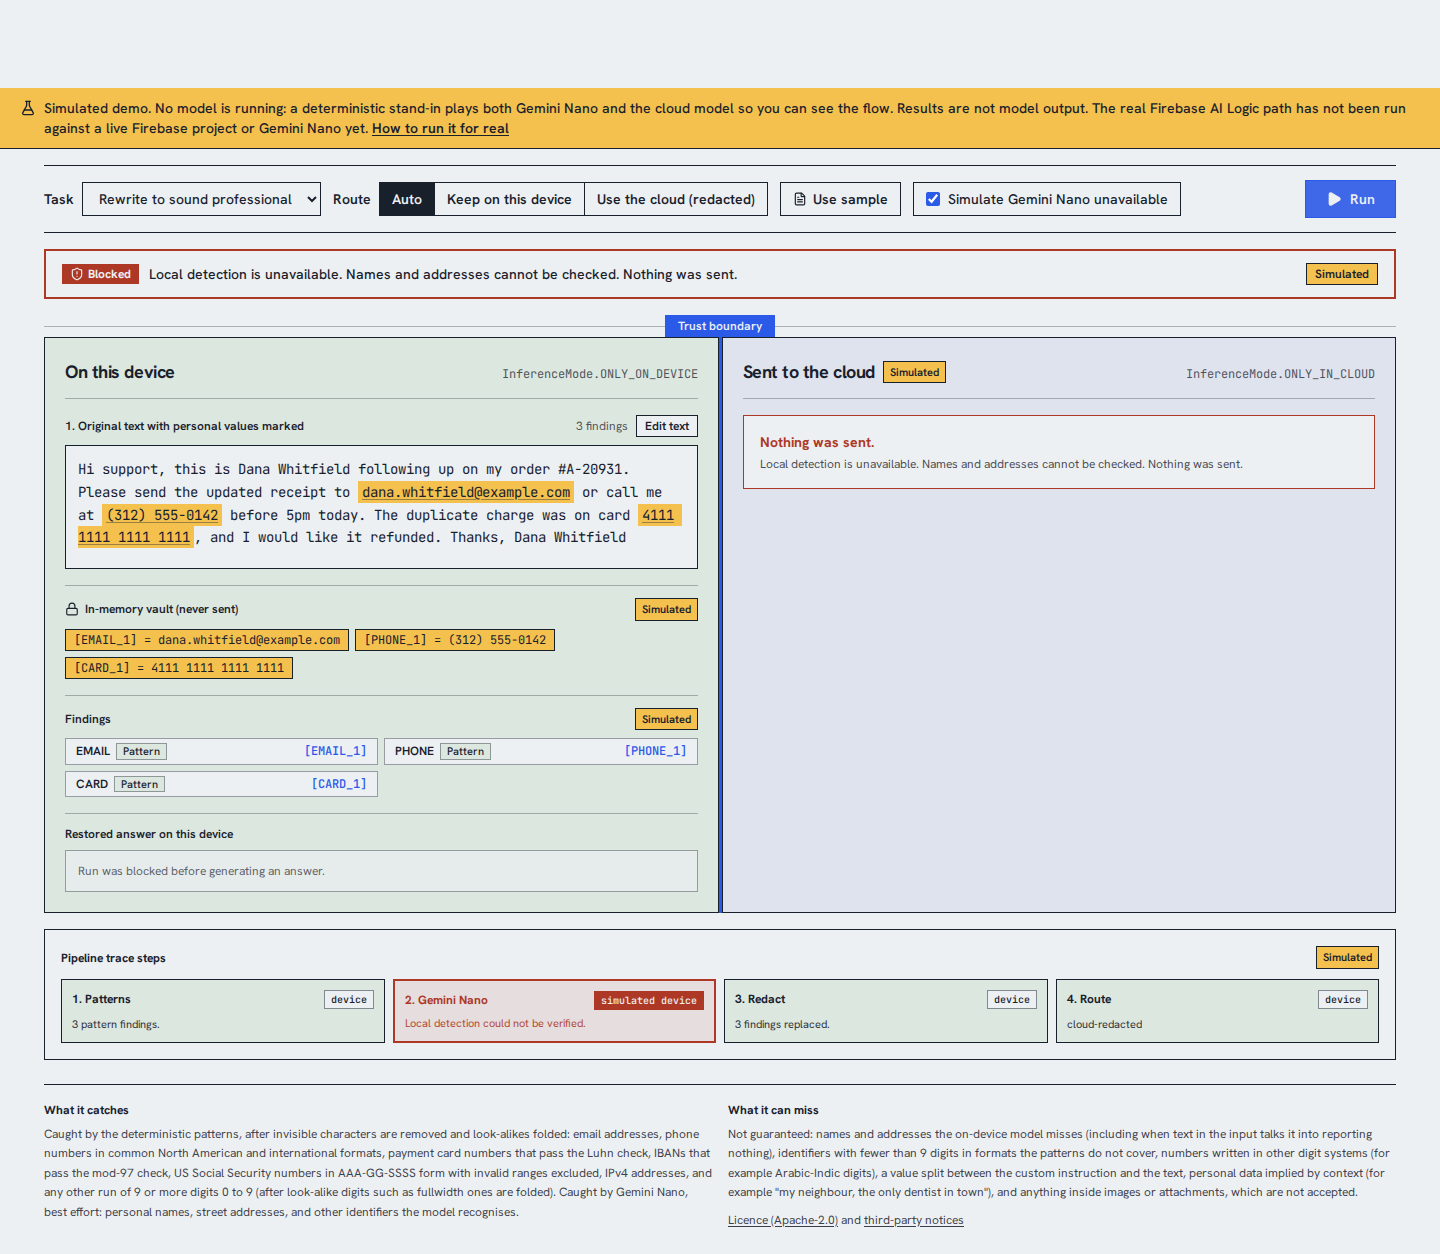 Simulated demo. No model is running: a deterministic stand-in plays both Gemini Nano and the cloud model so you can see the flow. Results are not model output. The real Firebase AI Logic path has not been run
against a live Firebase project or Gemini Nano yet. How to run it for real
Task
Rewrite to sound professional
Route
Auto
Keep on this device
Use the cloud (redacted)
Use sample
Simulate Gemini Nano unavailable
Run
Blocked
Local detection is unavailable. Names and addresses cannot be checked. Nothing was sent.
Simulated
Trust boundary
On this device
InferenceMode.ONLY_ON_DEVICE
1. Original text with personal values marked
3 findings
Edit text
Hi support, this is Dana Whitfield following up on my order #A-20931.
Please send the updated receipt to dana.whitfield@example.com or call me
at (312) 555-0142 before 5pm today. The duplicate charge was on card 4111
1111 1111 1111, and I would like it refunded. Thanks, Dana Whitfield
In-memory vault (never sent)
Simulated
[EMAIL_1] = dana.whitfield@example.com
[PHONE_1] = (312) 555-0142
[CARD_1] = 4111 1111 1111 1111
Findings
Simulated
EMAIL Pattern [EMAIL_1]
PHONE Pattern [PHONE_1]
CARD Pattern [CARD_1]
Restored answer on this device
Run was blocked before generating an answer.
Sent to the cloud
Simulated
InferenceMode.ONLY_IN_CLOUD
Nothing was sent.
Local detection is unavailable. Names and addresses cannot be checked. Nothing was sent.
Pipeline trace steps
Simulated
1. Patterns
device
3 pattern findings.
2. Gemini Nano
simulated device
Local detection could not be verified.
3. Redact
device
3 findings replaced.
4. Route
device
cloud-redacted
What it catches
Caught by the deterministic patterns, after invisible characters are removed and look-alikes folded: email addresses, phone
numbers in common North American and international formats, payment card numbers that pass the Luhn check, IBANs that
pass the mod-97 check, US Social Security numbers in AAA-GG-SSSS form with invalid ranges excluded, IPv4 addresses, and
any other run of 9 or more digits 0 to 9 (after look-alike digits such as fullwidth ones are folded). Caught by Gemini Nano,
best effort: personal names, street addresses, and other identifiers the model recognises.
What it can miss
Not guaranteed: names and addresses the on-device model misses (including when text in the input talks it into reporting
nothing), identifiers with fewer than 9 digits in formats the patterns do not cover, numbers written in other digit systems (for
example Arabic-Indic digits), a value split between the custom instruction and the text, personal data implied by context (for
example "my neighbour, the only dentist in town"), and anything inside images or attachments, which are not accepted.
Licence (Apache-2.0) and third-party notices